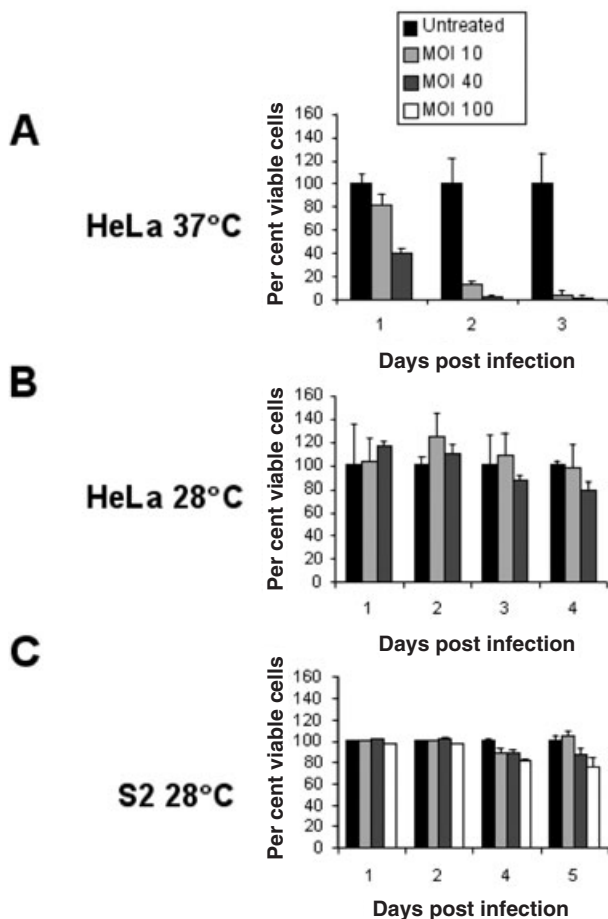 Untreated
MOI 10
MOI 40
MOI 100
A
HeLa 37°C
Per cent viable cells
160
140
120
100
80
60
40
20
0
1 2 3
Days post infection
B
HeLa 28°C
Per cent viable cells
160
140
120
100
80
60
40
20
0
1 2 3 4
Days post infection
C
S2 28°C
Per cent viable cells
160
140
120
100
80
60
40
20
0
1 2 4 5
Days post infection